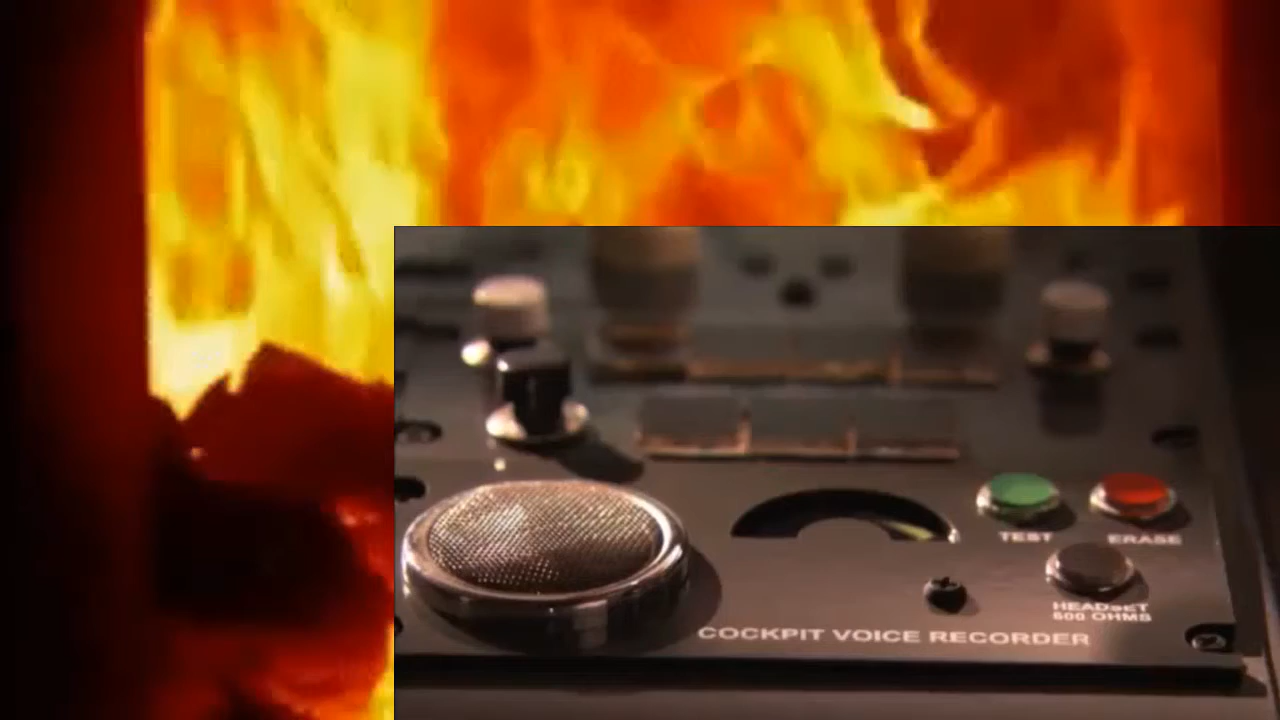 TEST
ERASE
HEADSET
600 OHMS
COCKPIT VOICE RECORDER